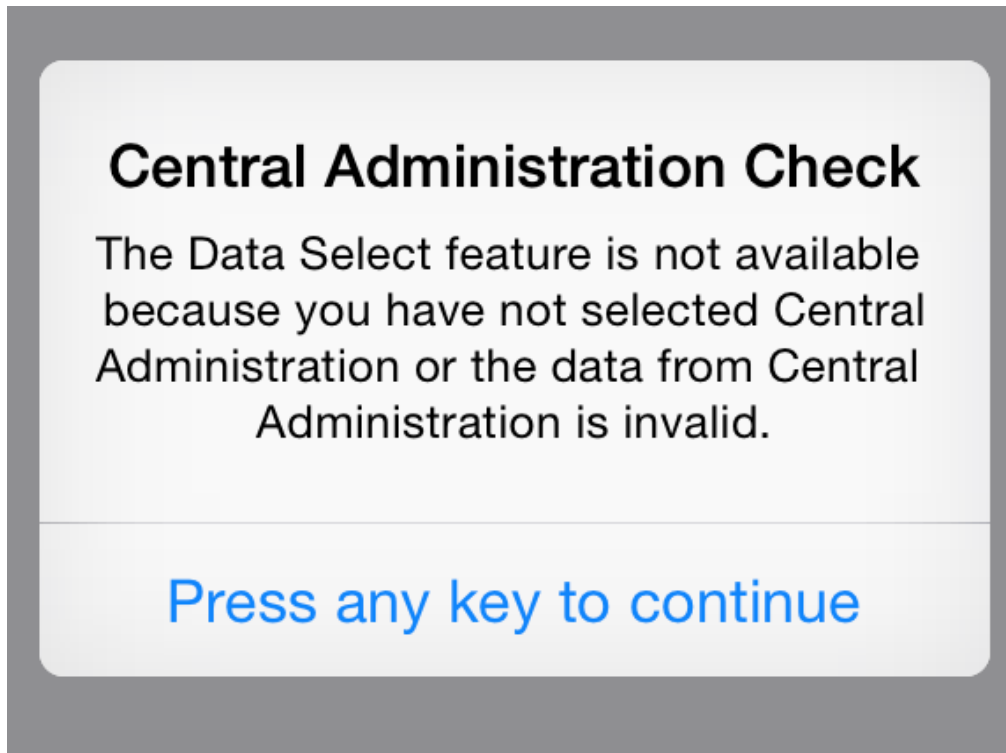 Central Administration Check
The Data Select feature is not available
because you have not selected Central
Administration or the data from Central
Administration is invalid.
Press any key to continue